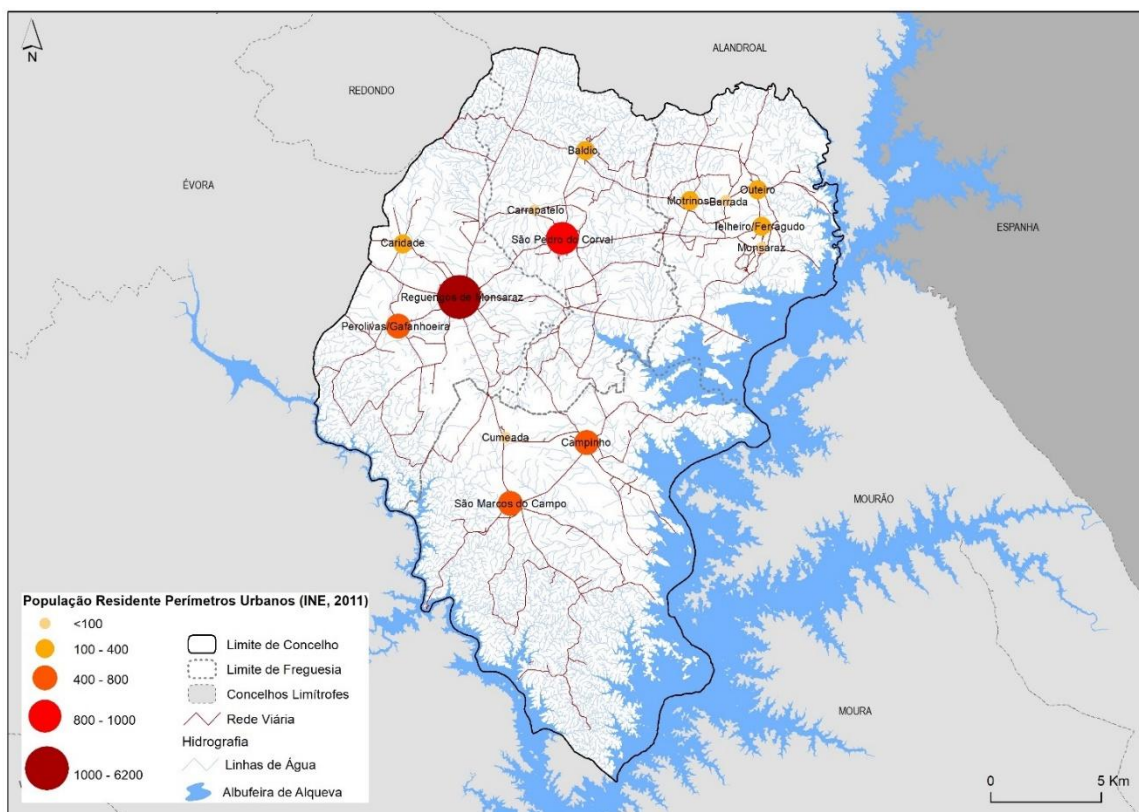 N
ALANDROAL
REDONDO
ÉVORA
ESPANHA
Baldio
Outeiro
Motrinos
Barrada
Carrapatelo
São Pedro do Corval
Telheiro/Ferragudo
Caridade
Monsaraz
Reguengos de Monsaraz
Perolivas/Gafanhoeira
Cumeada
Campinho
São Marcos do Campo
MOURÃO
MOURA
População Residente Perímetros Urbanos (INE, 2011)
<100
100 - 400
400 - 800
800 - 1000
1000 - 6200
Limite de Concelho
Limite de Freguesia
Concelhos Limítrofes
Rede Viária
Hidrografia
Linhas de Água
Albufeira de Alqueva
0 5 Km